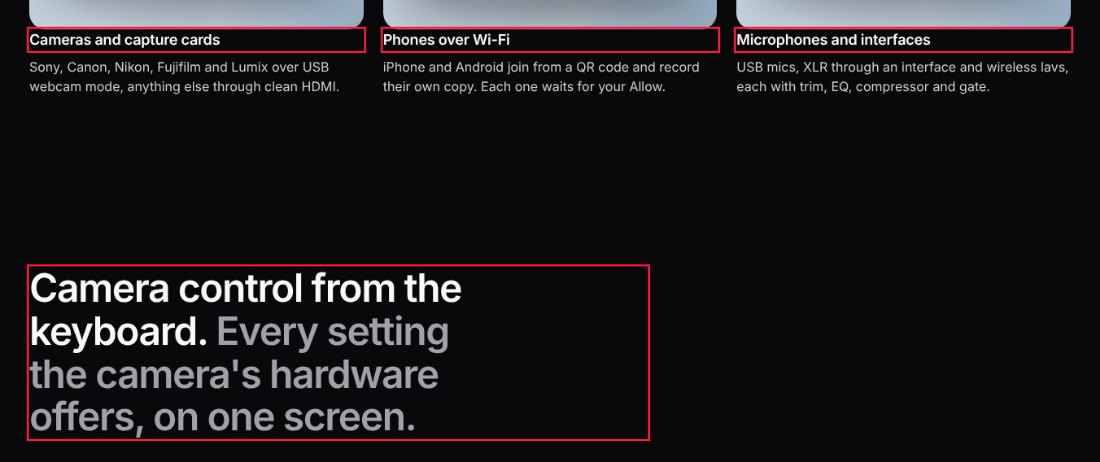 Cameras and capture cards
Sony, Canon, Nikon, Fujifilm and Lumix over USB
webcam mode, anything else through clean HDMI.
Phones over Wi-Fi
iPhone and Android join from a QR code and record
their own copy. Each one waits for your Allow.
Microphones and interfaces
USB mics, XLR through an interface and wireless lavs,
each with trim, EQ, compressor and gate.
Camera control from the
keyboard. Every setting
the camera's hardware
offers, on one screen.